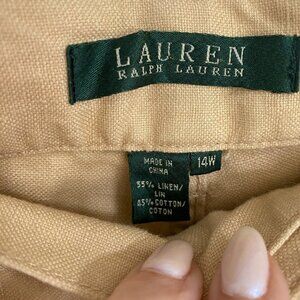 LAUREN
RALPH LAUREN
MADE IN
CHINA
14W
55% LINEN/
LIN
45% COTTON/
COTON